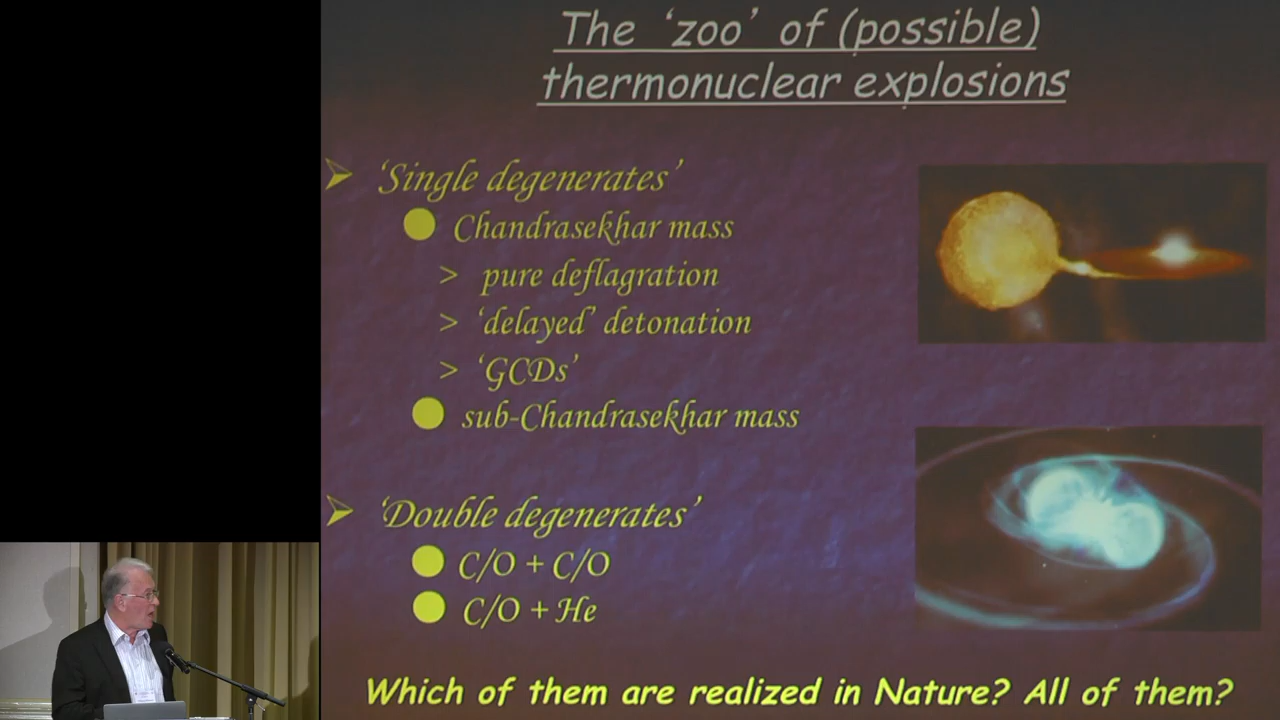 The ‘zoo’ of (possible)
thermonuclear explosions
‘Single degenerates’
Chandrasekhar mass
> pure deflagration
> ‘delayed’ detonation
> ‘GCDs’
sub-Chandrasekhar mass
‘Double degenerates’
C/O + C/O
C/O + He
Which of them are realized in Nature? All of them?